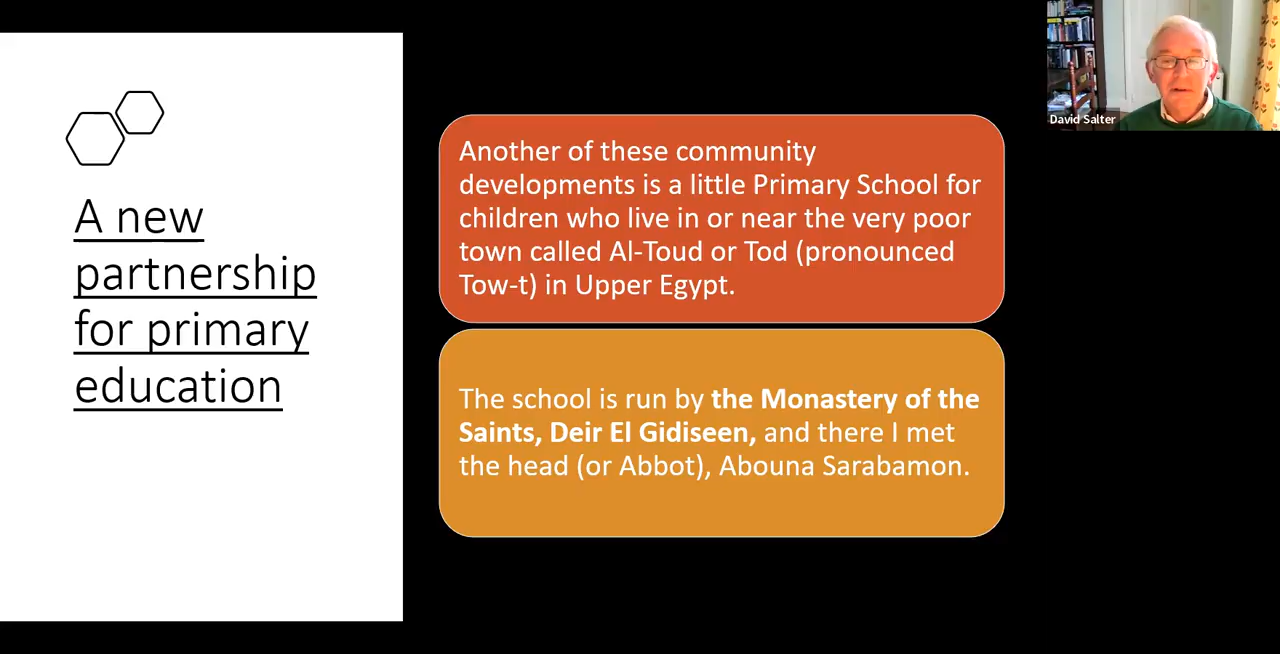 A new
partnership
for primary
education
Another of these community
developments is a little Primary School for
children who live in or near the very poor
town called Al-Toud or Tod (pronounced
Tow-t) in Upper Egypt.
The school is run by the Monastery of the
Saints, Deir El Gidiseen, and there I met
the head (or Abbot), Abouna Sarabamon.
David Salter